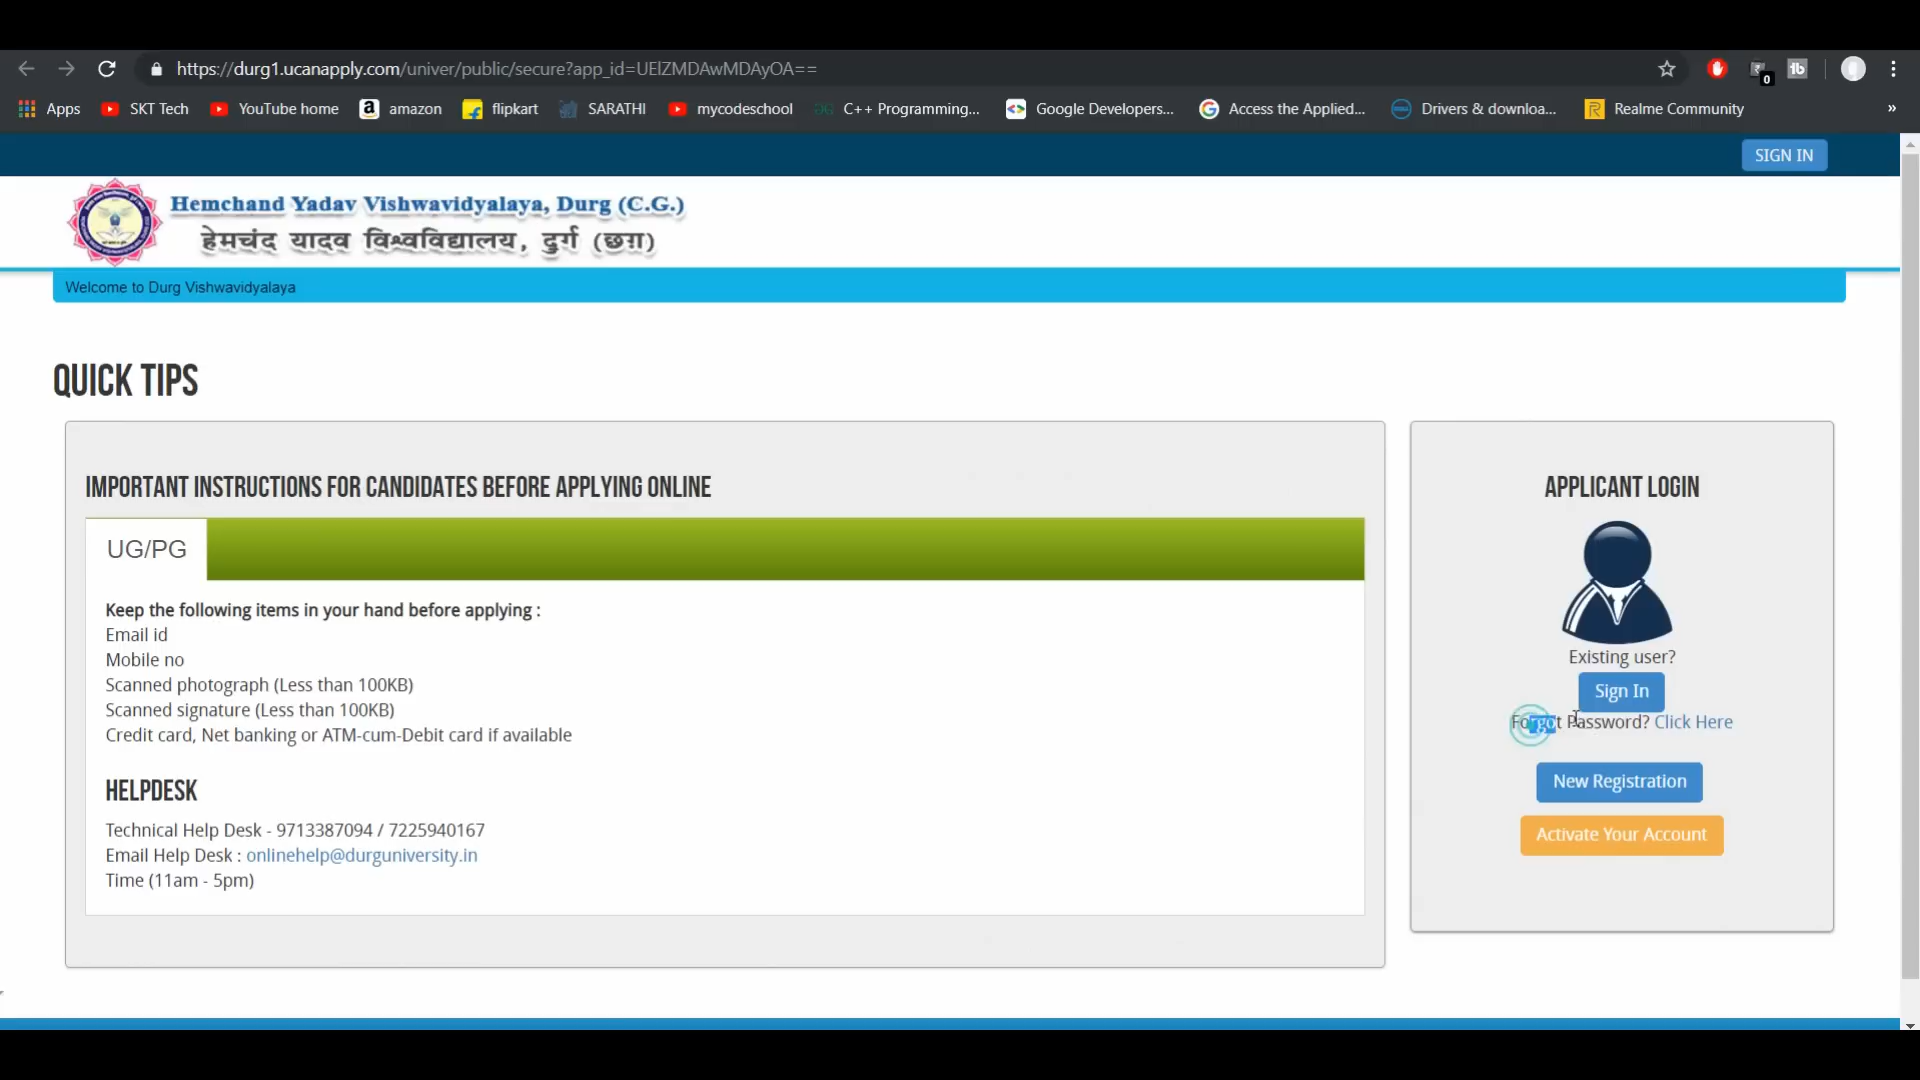 https://durg1.ucanapply.com/univer/public/secure?app_id=UElZMDAwMDAyOA==
0
Apps SKT Tech YouTube home amazon flipkart SARATHI mycodeschool C++ Programming... Google Developers... Access the Applied... Drivers & downloa... Realme Community »
SIGN IN
Hemchand Yadav Vishwavidyalaya, Durg (C.G.)
हेमचंद यादव विश्वविद्यालय, दुर्ग (छग)
Welcome to Durg Vishwavidyalaya
QUICK TIPS
IMPORTANT INSTRUCTIONS FOR CANDIDATES BEFORE APPLYING ONLINE
UG/PG
Keep the following items in your hand before applying :
Email id
Mobile no
Scanned photograph (Less than 100KB)
Scanned signature (Less than 100KB)
Credit card, Net banking or ATM-cum-Debit card if available
HELPDESK
Technical Help Desk - 9713387094 / 7225940167
Email Help Desk : onlinehelp@durguniversity.in
Time (11am - 5pm)
APPLICANT LOGIN
Existing user?
Sign In
Forgot Password? Click Here
New Registration
Activate Your Account